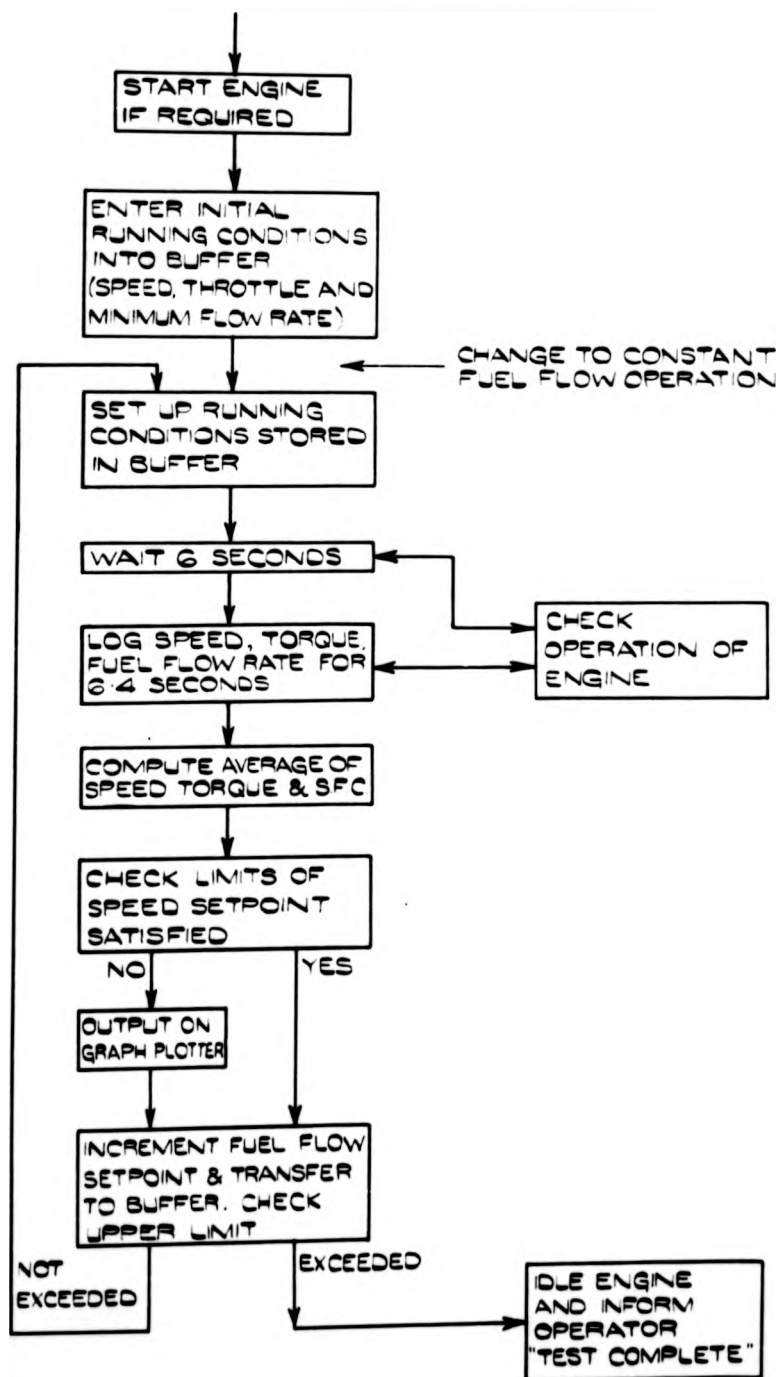 START ENGINE
IF REQUIRED
ENTER INITIAL
RUNNING CONDITIONS
INTO BUFFER
(SPEED, THROTTLE AND
MINIMUM FLOW RATE)
CHANGE TO CONSTANT
FUEL FLOW OPERATION
SET UP RUNNING
CONDITIONS STORED
IN BUFFER
WAIT 6 SECONDS
LOG SPEED, TORQUE,
FUEL FLOW RATE FOR
6·4 SECONDS
CHECK
OPERATION OF
ENGINE
COMPUTE AVERAGE OF
SPEED TORQUE & S.F.C
CHECK LIMITS OF
SPEED SETPOINT
SATISFIED
NO
YES
OUTPUT ON
GRAPH PLOTTER
INCREMENT FUEL FLOW
SETPOINT & TRANSFER
TO BUFFER. CHECK
UPPER LIMIT
NOT
EXCEEDED
EXCEEDED
IDLE ENGINE
AND INFORM
OPERATOR
"TEST COMPLETE"